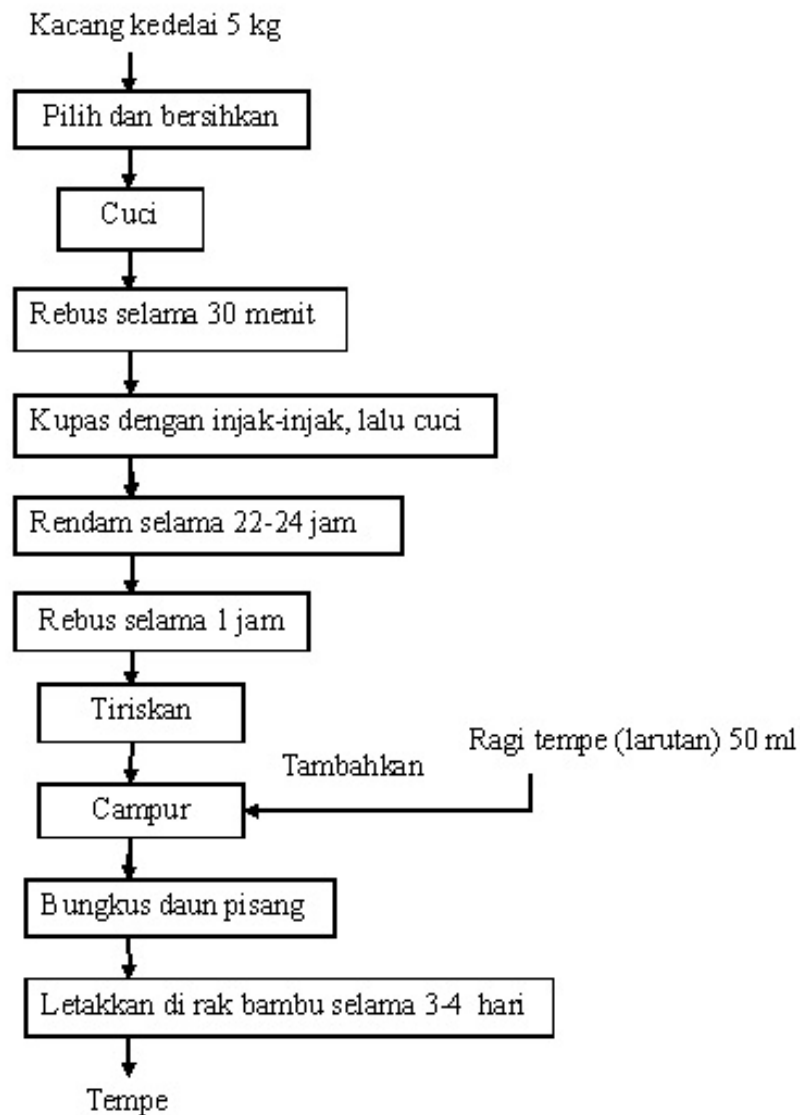 Kacang kedelai 5 kg
Pilih dan bersihkan
Cuci
Rebus selama 30 menit
Kupas dengan injak-injak, lalu cuci
Rendam selama 22-24 jam
Rebus selama 1 jam
Tiriskan
Ragi tempe (larutan) 50 ml
Tambahkan
Campur
Bungkus daun pisang
Letakkan di rak bambu selama 3-4 hari
Tempe